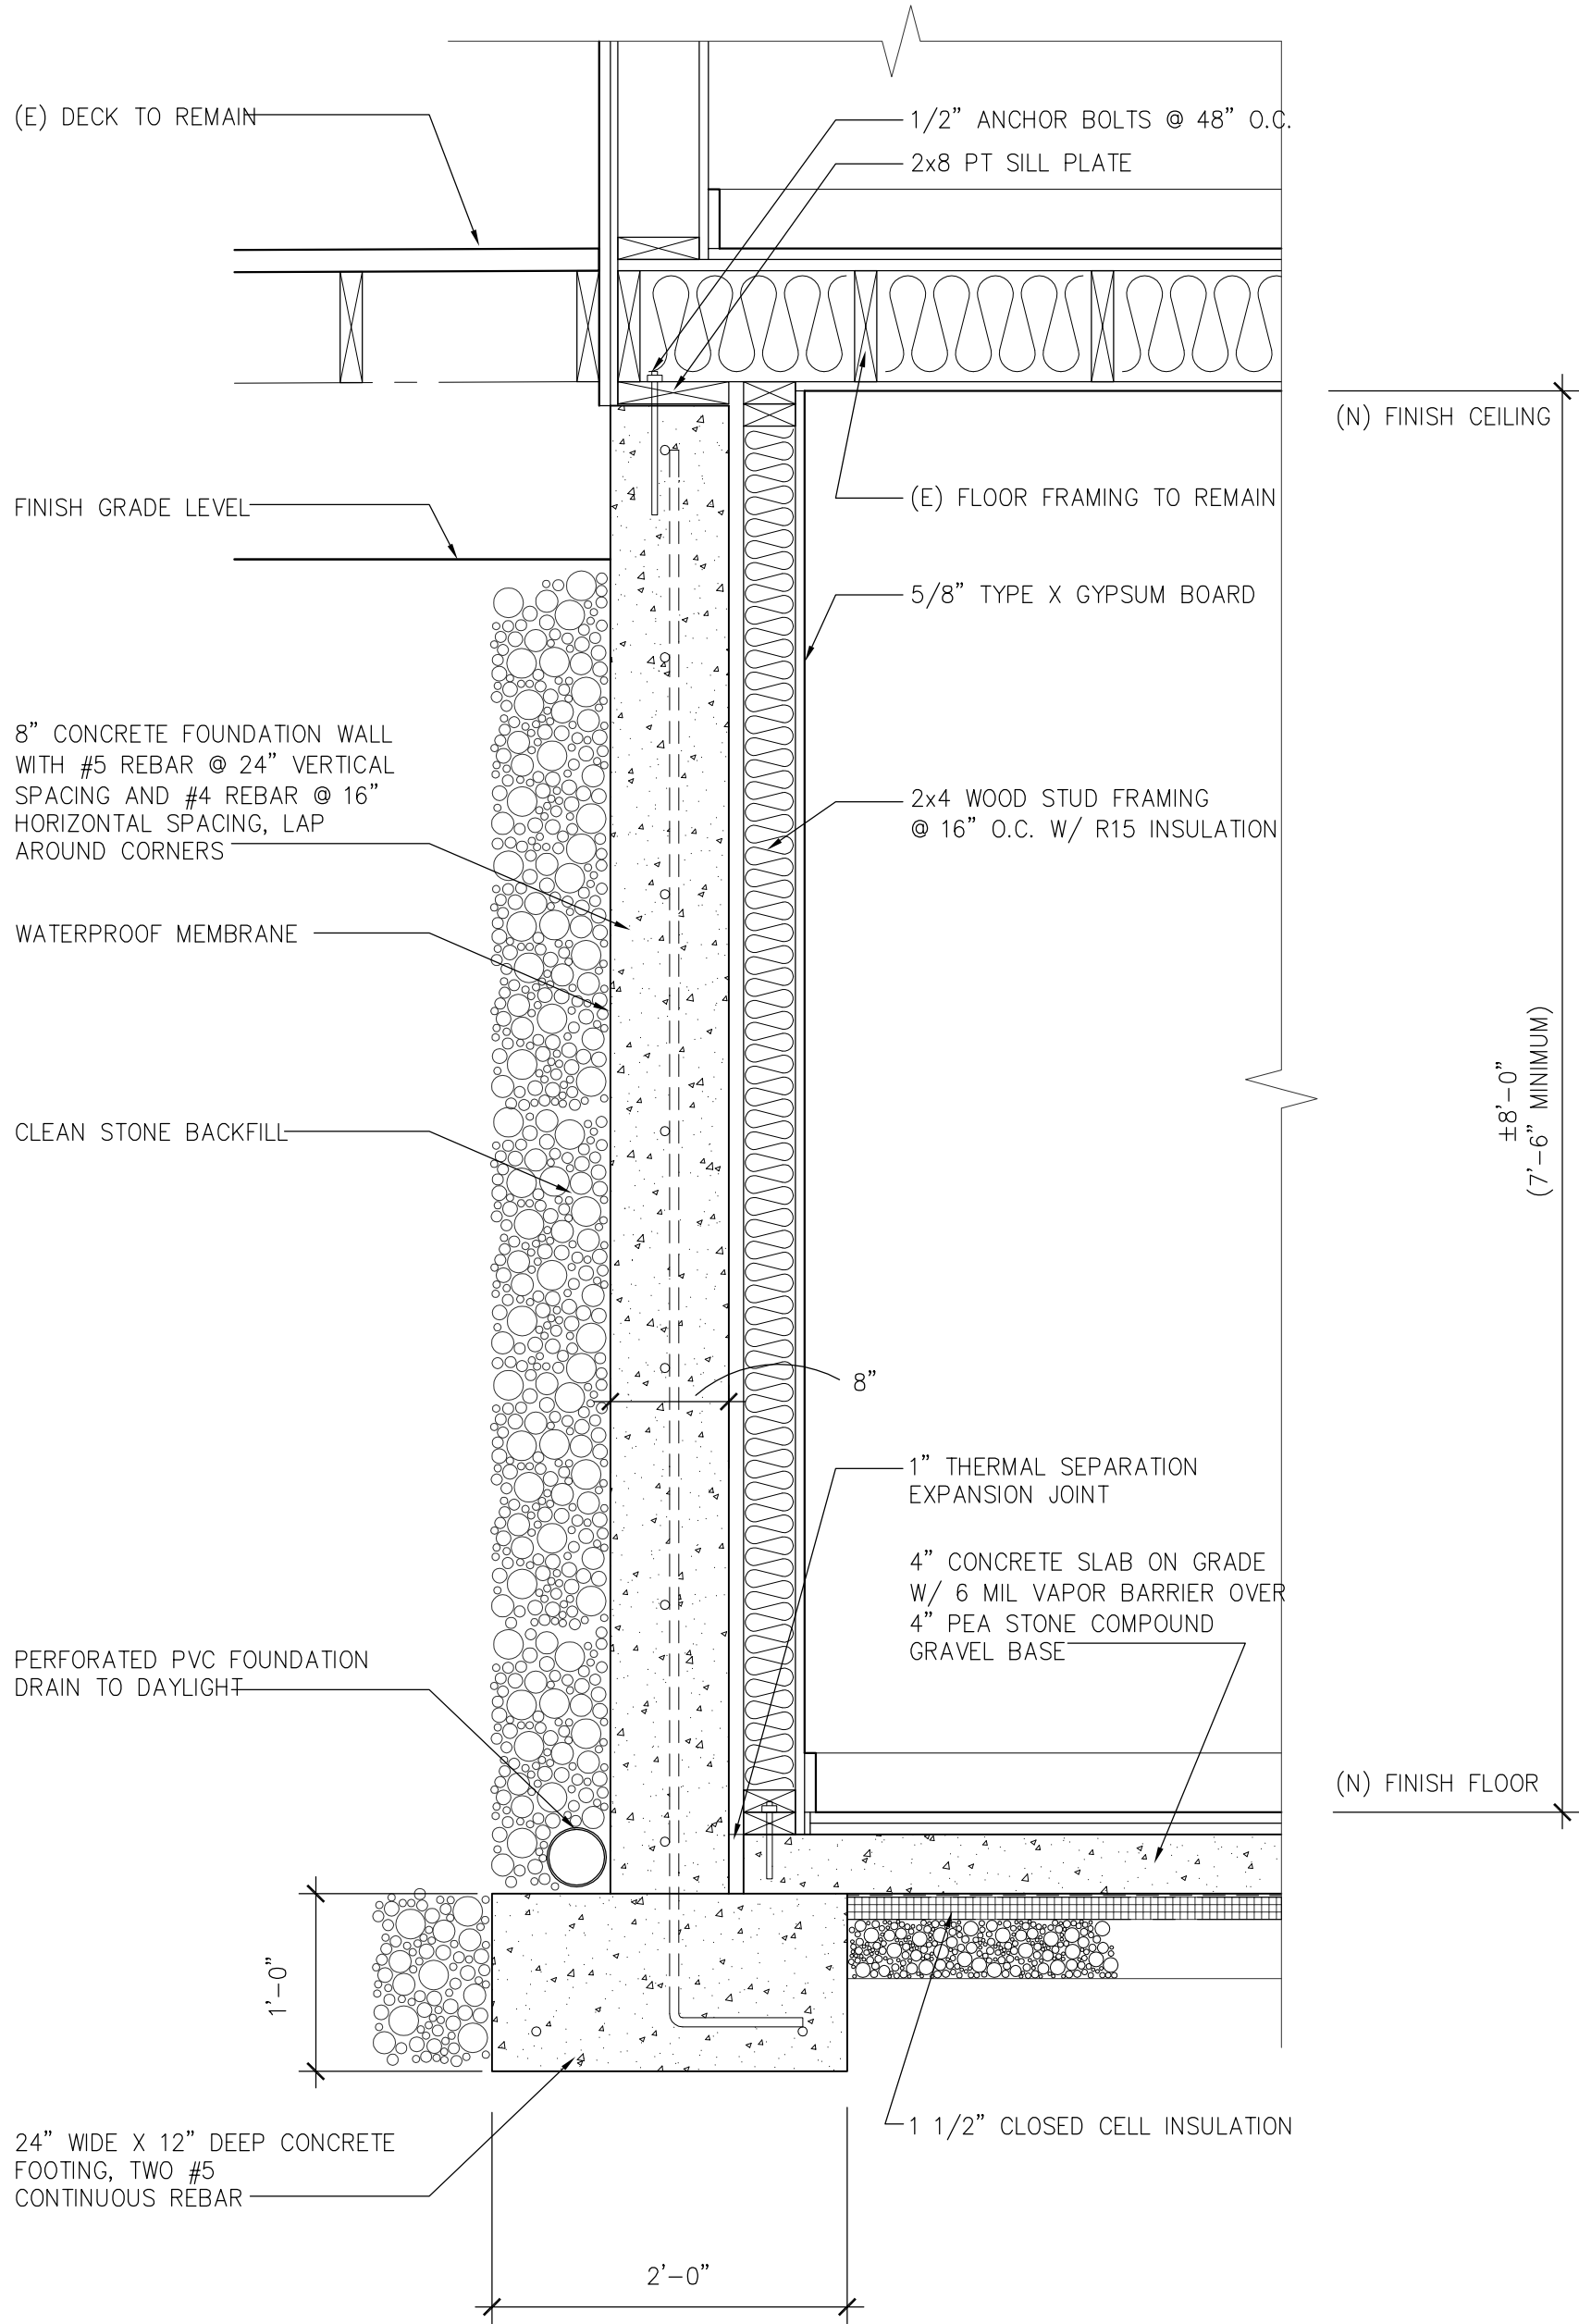 (E) DECK TO REMAIN
1/2" ANCHOR BOLTS @ 48" O.C.
2x8 PT SILL PLATE
(N) FINISH CEILING
FINISH GRADE LEVEL
(E) FLOOR FRAMING TO REMAIN
5/8" TYPE X GYPSUM BOARD
8" CONCRETE FOUNDATION WALL
WITH #5 REBAR @ 24" VERTICAL
SPACING AND #4 REBAR @ 16"
HORIZONTAL SPACING, LAP
AROUND CORNERS
2x4 WOOD STUD FRAMING
@ 16" O.C. W/ R15 INSULATION
WATERPROOF MEMBRANE
±8'-0"
(7'-6" MINIMUM)
CLEAN STONE BACKFILL
8"
1" THERMAL SEPARATION
EXPANSION JOINT
4" CONCRETE SLAB ON GRADE
W/ 6 MIL VAPOR BARRIER OVER
4" PEA STONE COMPOUND
GRAVEL BASE
PERFORATED PVC FOUNDATION
DRAIN TO DAYLIGHT
(N) FINISH FLOOR
1'-0"
1 1/2" CLOSED CELL INSULATION
24" WIDE X 12" DEEP CONCRETE
FOOTING, TWO #5
CONTINUOUS REBAR
2'-0"